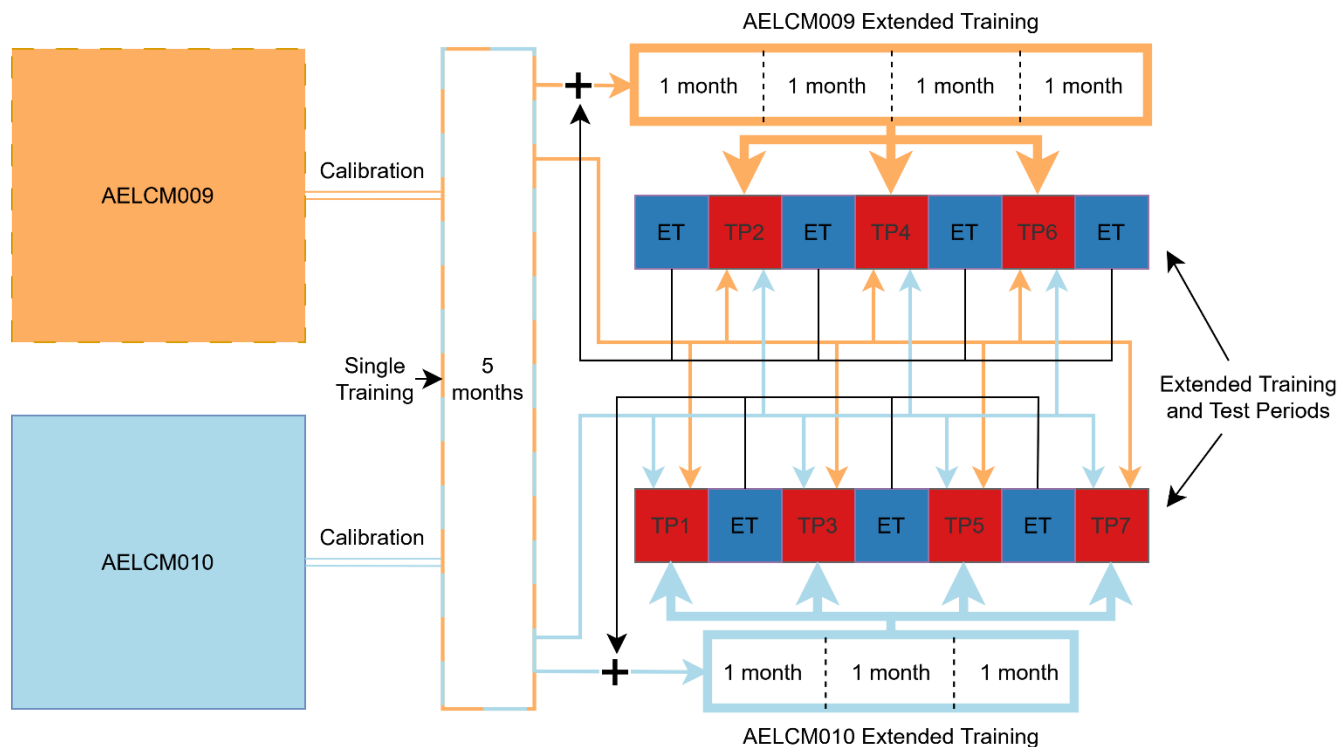 AELCM009 Extended Training
1 month 1 month 1 month 1 month
Calibration
AELCM009
ET TP2 ET TP4 ET TP6 ET
Single
Training
5
months
Extended Training
and Test Periods
TP1 ET TP3 ET TP5 ET TP7
Calibration
AELCM010
1 month 1 month 1 month
AELCM010 Extended Training